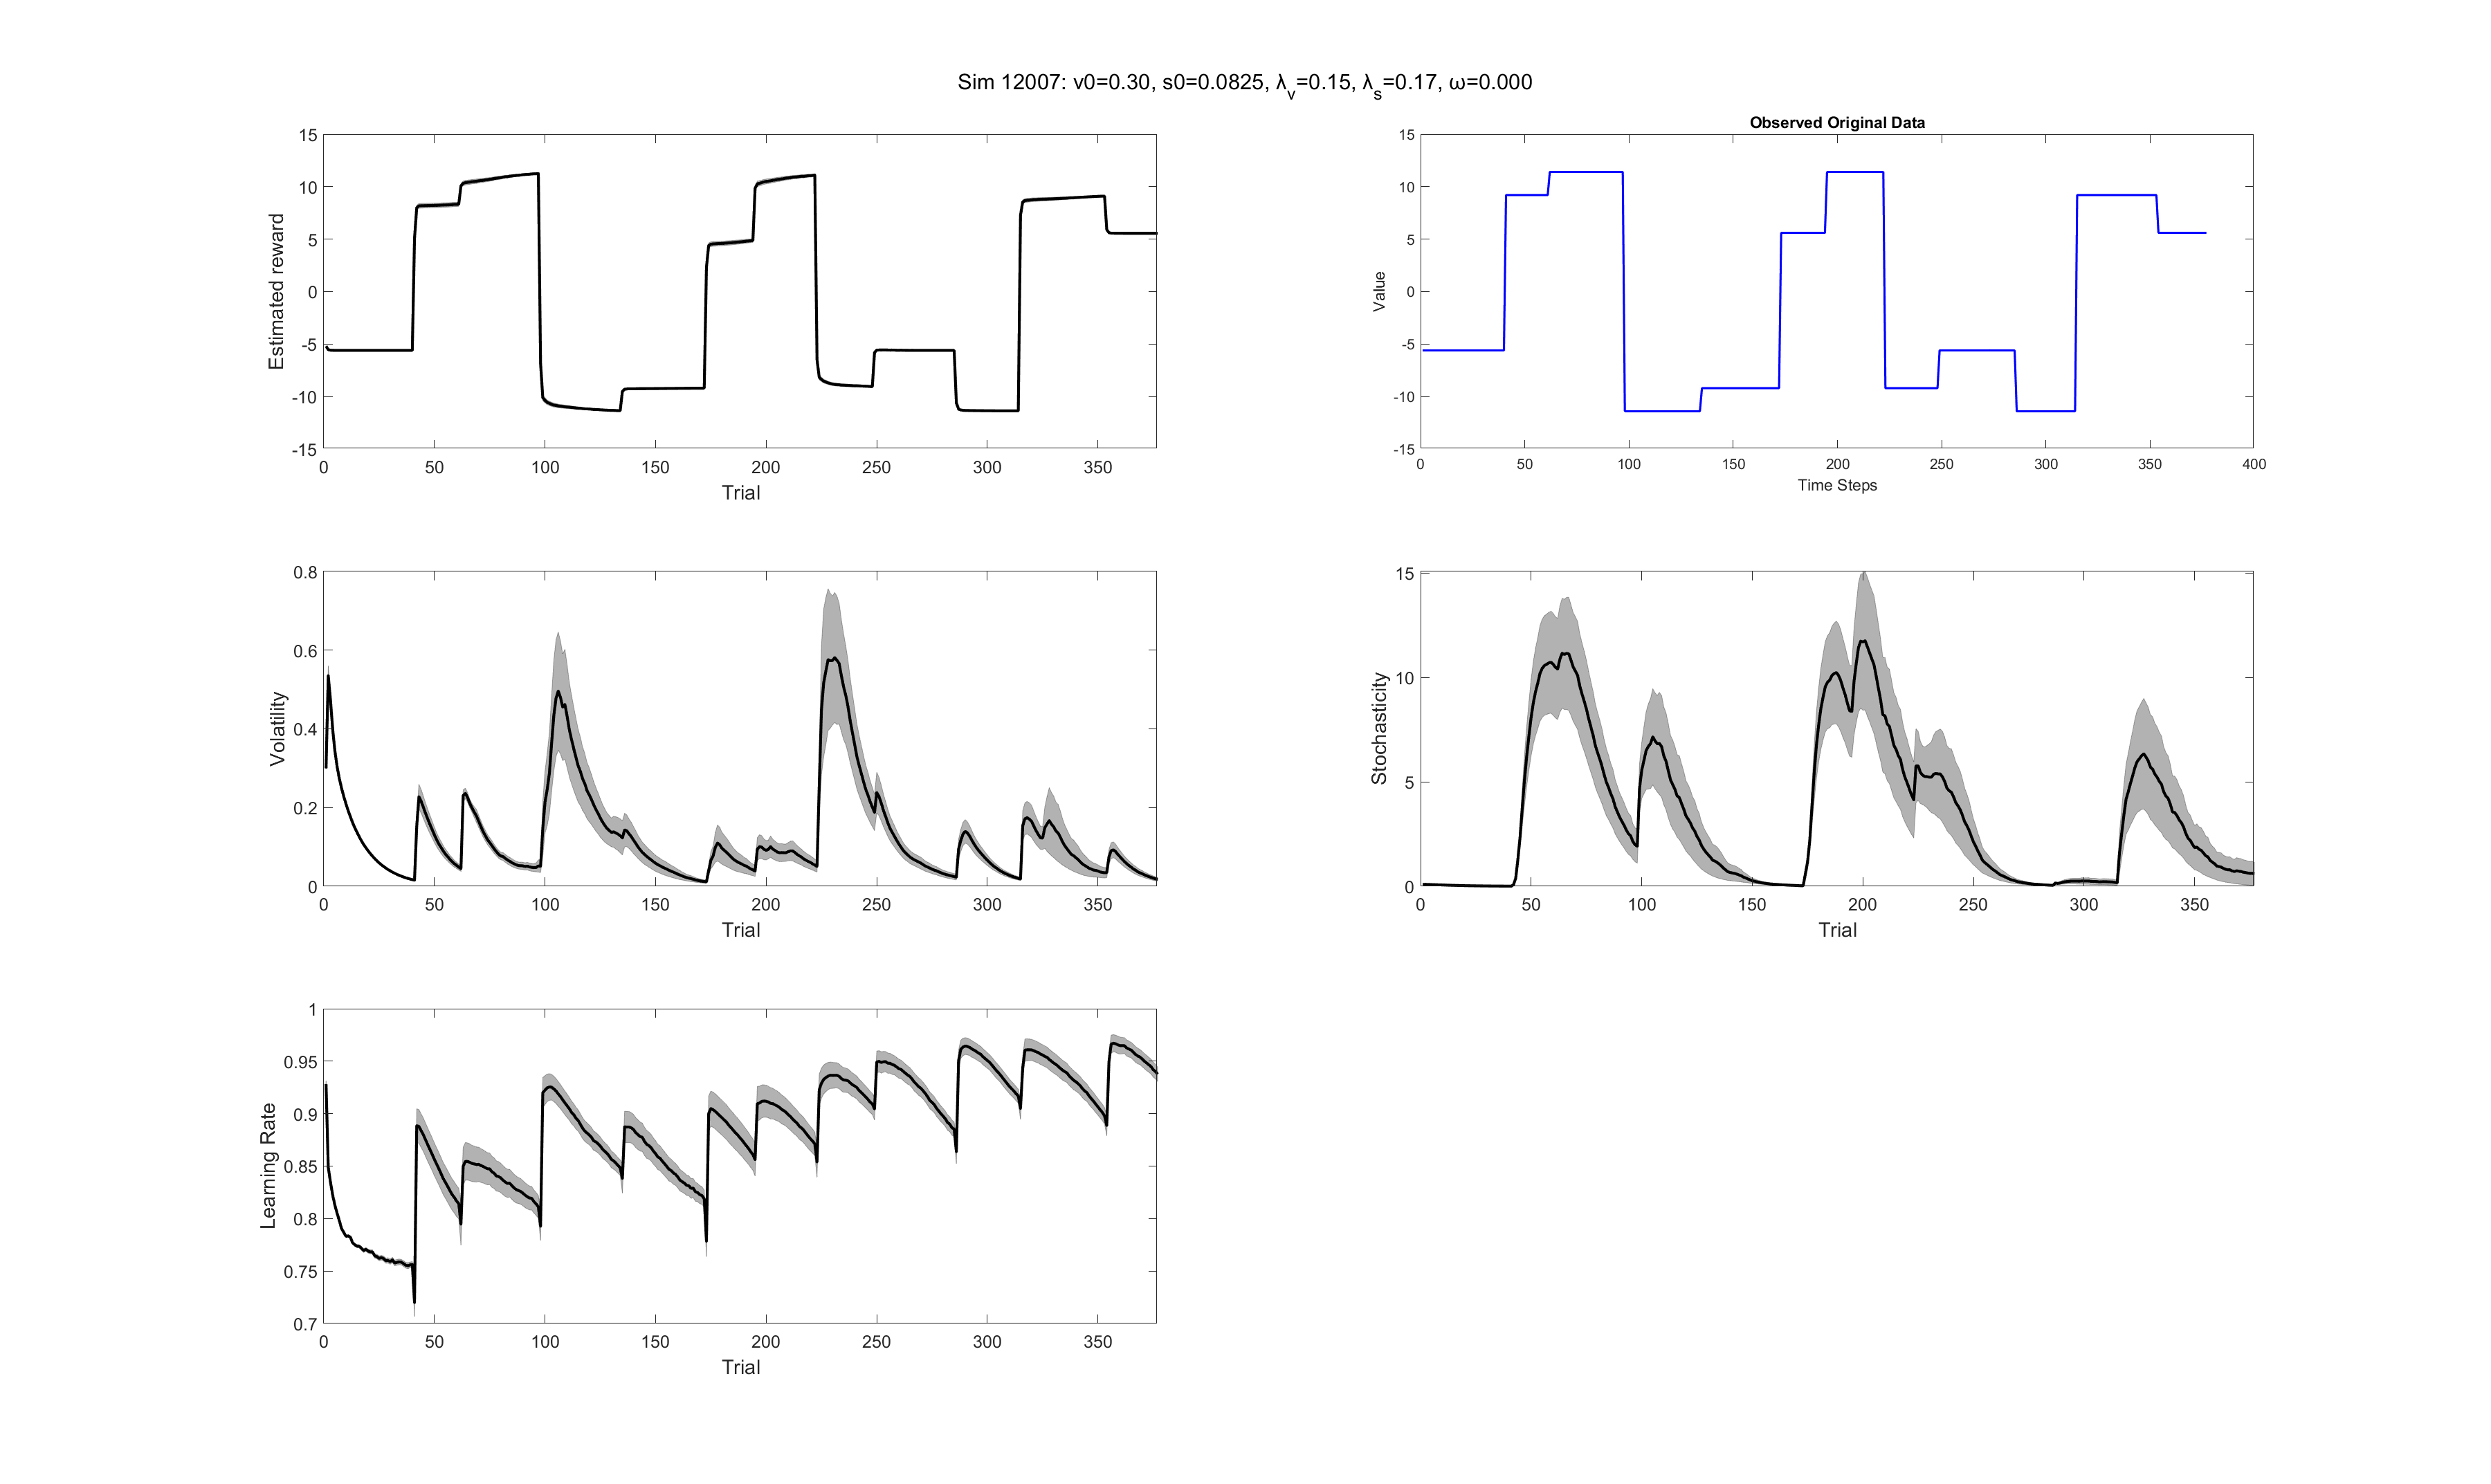 Sim 12007: v0=0.30, s0=0.0825, λv=0.15, λs=0.17, ω=0.000
15
10
5
0
-5
-10
-15
Estimated reward
0 50 100 150 200 250 300 350
Trial
Observed Original Data
15
10
5
0
-5
-10
-15
Value
0 50 100 150 200 250 300 350 400
Time Steps
0.8
0.6
0.4
0.2
0
Volatility
0 50 100 150 200 250 300 350
Trial
15
10
5
0
Stochasticity
0 50 100 150 200 250 300 350
Trial
1
0.95
0.9
0.85
0.8
0.75
0.7
Learning Rate
0 50 100 150 200 250 300 350
Trial